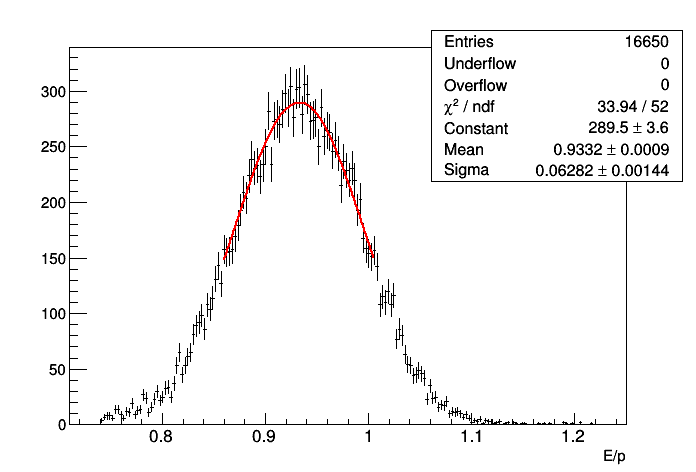 Entries 16650
Underflow 0
Overflow 0
χ² / ndf 33.94 / 52
Constant 289.5 ± 3.6
Mean 0.9332 ± 0.0009
Sigma 0.06282 ± 0.00144
300
250
200
150
100
50
0
0.8 0.9 1 1.1 1.2
E/p